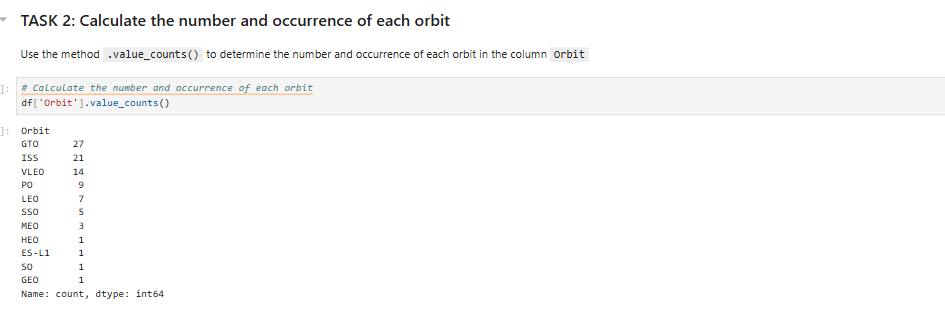 TASK 2: Calculate the number and occurrence of each orbit
Use the method .value_counts() to determine the number and occurrence of each orbit in the column Orbit
]: # Calculate the number and occurrence of each orbit
df['Orbit'].value_counts()
]: Orbit
GTO 27
ISS 21
VLEO 14
PO 9
LEO 7
SSO 5
MEO 3
HEO 1
ES-L1 1
SO 1
GEO 1
Name: count, dtype: int64